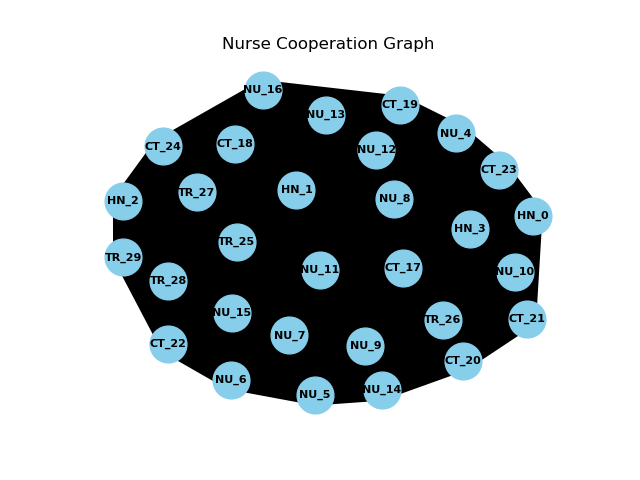 Nurse Cooperation Graph
NU_16
CT_19
NU_13
NU_4
CT_18
CT_24
NU_12
CT_23
HN_1
TR_27
NU_8
HN_2
HN_0
HN_3
TR_25
TR_29
CT_17
NU_11
NU_10
TR_28
NU_15
CT_21
TR_26
NU_7
CT_22
NU_9
CT_20
NU_6
NU_14
NU_5